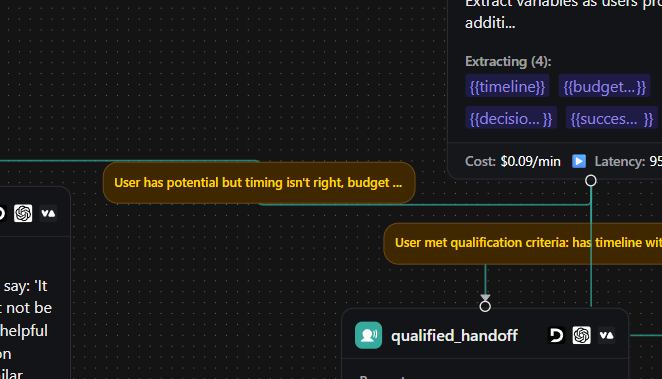 Extract variables as users pro
additi...
Extracting (4):
{{timeline}} {{budget...}}
{{decisio...}} {{succes... }}
Cost: $0.09/min Latency: 95
User has potential but timing isn't right, budget ...
User met qualification criteria: has timeline wit
say: 'It
t not be
helpful
on
ilar
qualified_handoff